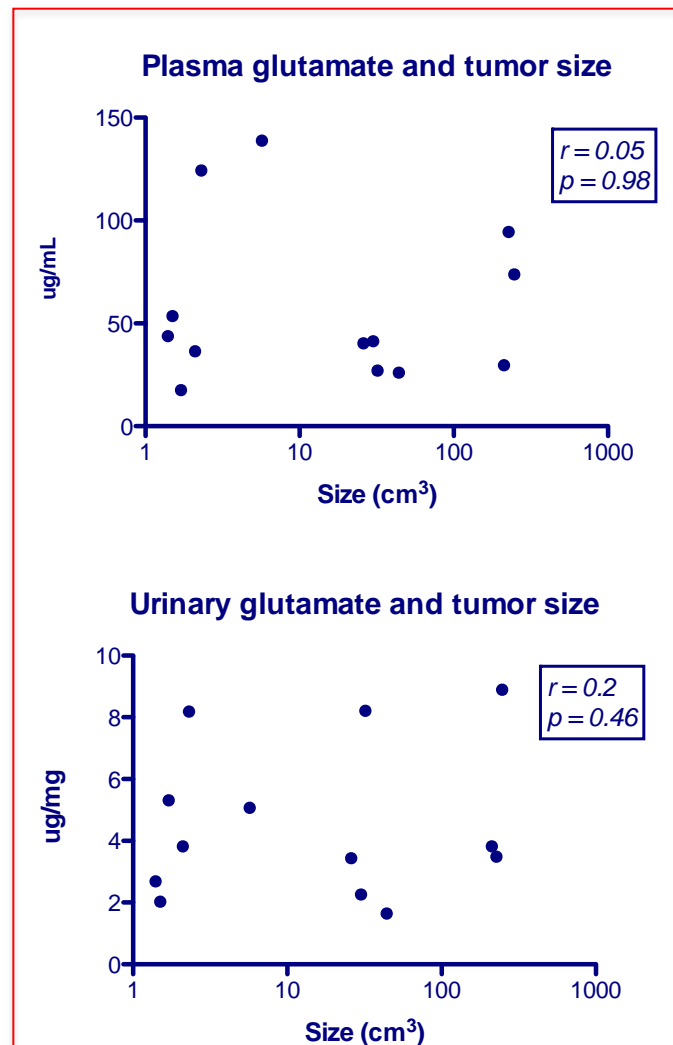 Plasma glutamate and tumor size
150
100
50
0
ug/mL
r = 0.05
p = 0.98
1 10 100 1000
Size (cm³)
Urinary glutamate and tumor size
10
8
6
4
2
0
ug/mg
r = 0.2
p = 0.46
1 10 100 1000
Size (cm³)